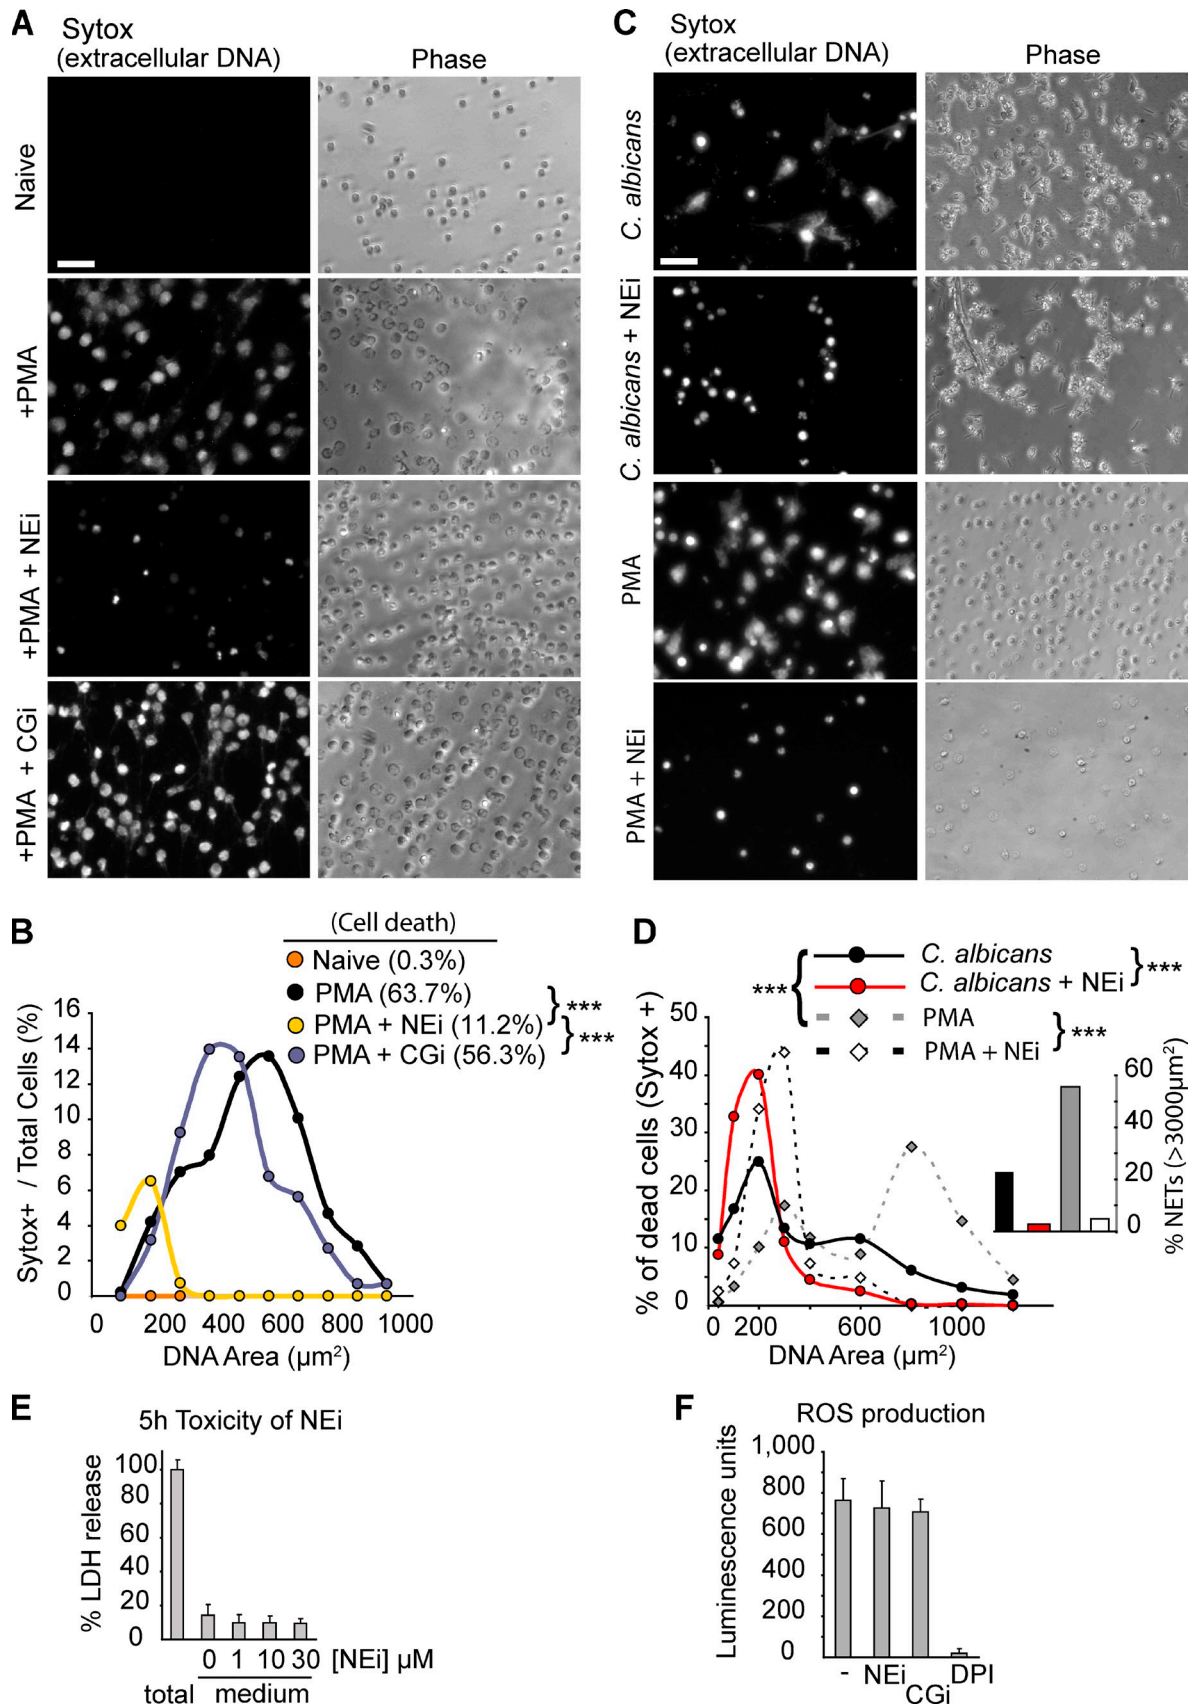 A
Sytox
(extracellular DNA)
Phase
Naive
+PMA
+PMA + NEi
+PMA + CGi
C
Sytox
(extracellular DNA)
Phase
C. albicans
C. albicans + NEi
PMA
PMA + NEi
B
(Cell death)
Naive (0.3%)
PMA (63.7%)
PMA + NEi (11.2%)
PMA + CGi (56.3%)
***
***
Sytox+ / Total Cells (%)
16
14
12
10
8
6
4
2
0
0 200 400 600 800 1000
DNA Area (µm²)
D
C. albicans
C. albicans + NEi
PMA
PMA + NEi
***
***
***
% of dead cells (Sytox +)
50
40
30
20
10
0
0 200 600 1000
DNA Area (µm²)
60
40
20
0
% NETs (>3000µm²)
E
5h Toxicity of NEi
% LDH release
100
80
60
40
20
0
0 1 10 30 [NEi] µM
total medium
F
ROS production
Luminescence units
1,000
800
600
400
200
0
- NEi CGi DPI